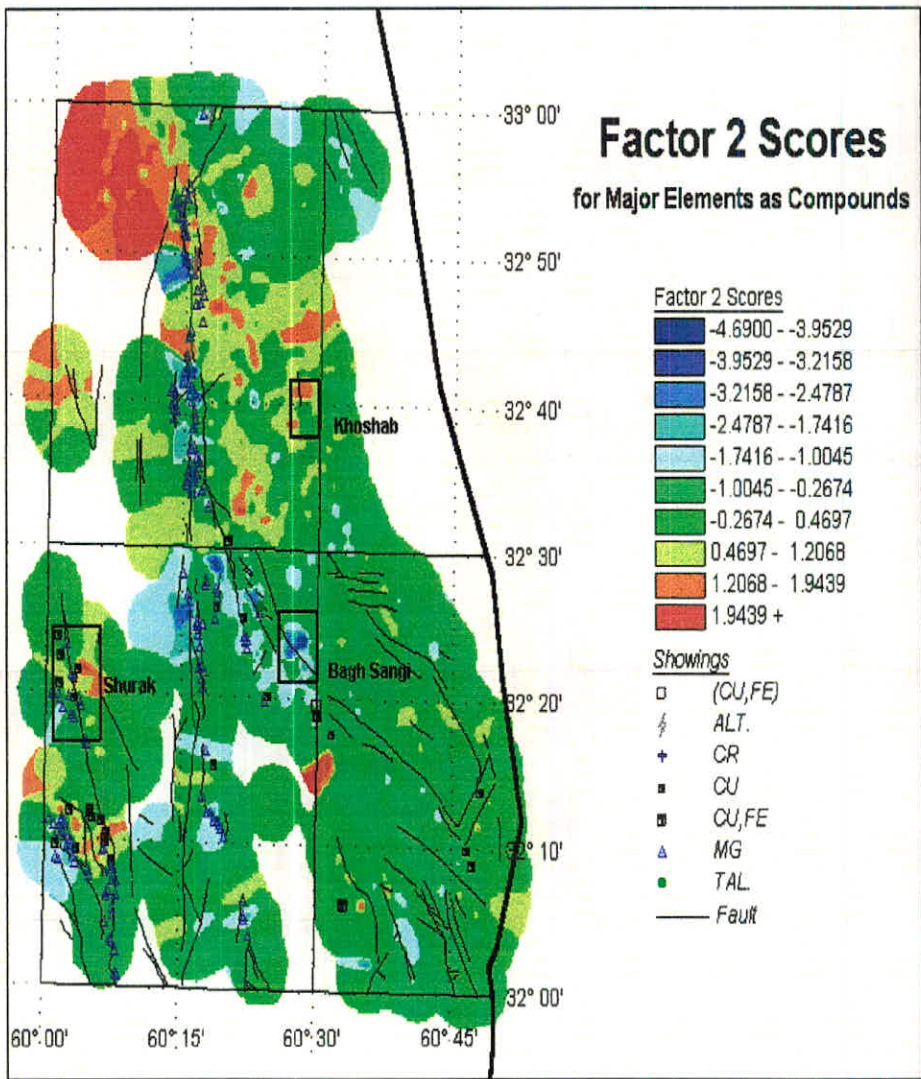 Factor 2 Scores
for Major Elements as Compounds
33° 00'
32° 50'
32° 40'
32° 30'
32° 20'
32° 10'
32° 00'
60° 00'
60° 15'
60° 30'
60° 45'
Khoshab
Bagh Sangi
Shurak
Factor 2 Scores
-4.6900 - -3.9529
-3.9529 - -3.2158
-3.2158 - -2.4787
-2.4787 - -1.7416
-1.7416 - -1.0045
-1.0045 - -0.2674
-0.2674 - 0.4697
0.4697 - 1.2068
1.2068 - 1.9439
1.9439 +
Showings
(CU,FE)
ALT.
CR
CU
CU,FE
MG
TAL.
Fault